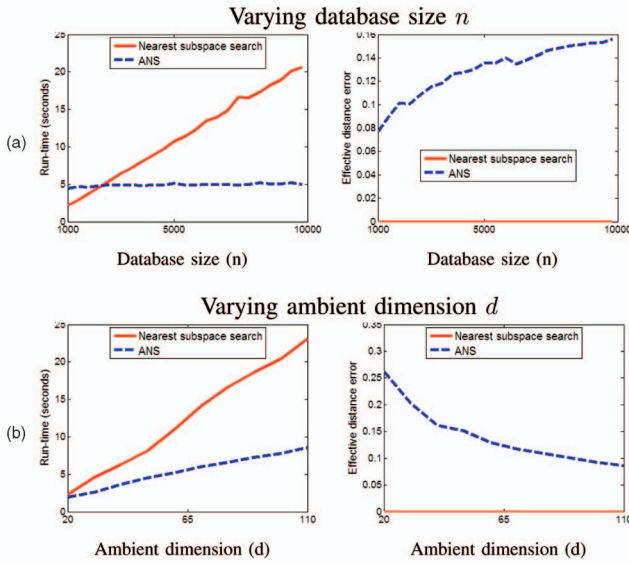 Varying database size n
(a)
Run-time (seconds)
25
20
15
10
5
0
Nearest subspace search
ANS
1000 5000 10000
Database size (n)
Effective distance error
0.16
0.14
0.12
0.1
0.08
0.06
0.04
0.02
0
Nearest subspace search
ANS
1000 5000 10000
Database size (n)
Varying ambient dimension d
(b)
Run-time (seconds)
25
20
15
10
5
0
Nearest subspace search
ANS
20 65 110
Ambient dimension (d)
Effective distance error
0.35
0.3
0.25
0.2
0.15
0.1
0.05
0
Nearest subspace search
ANS
20 65 110
Ambient dimension (d)